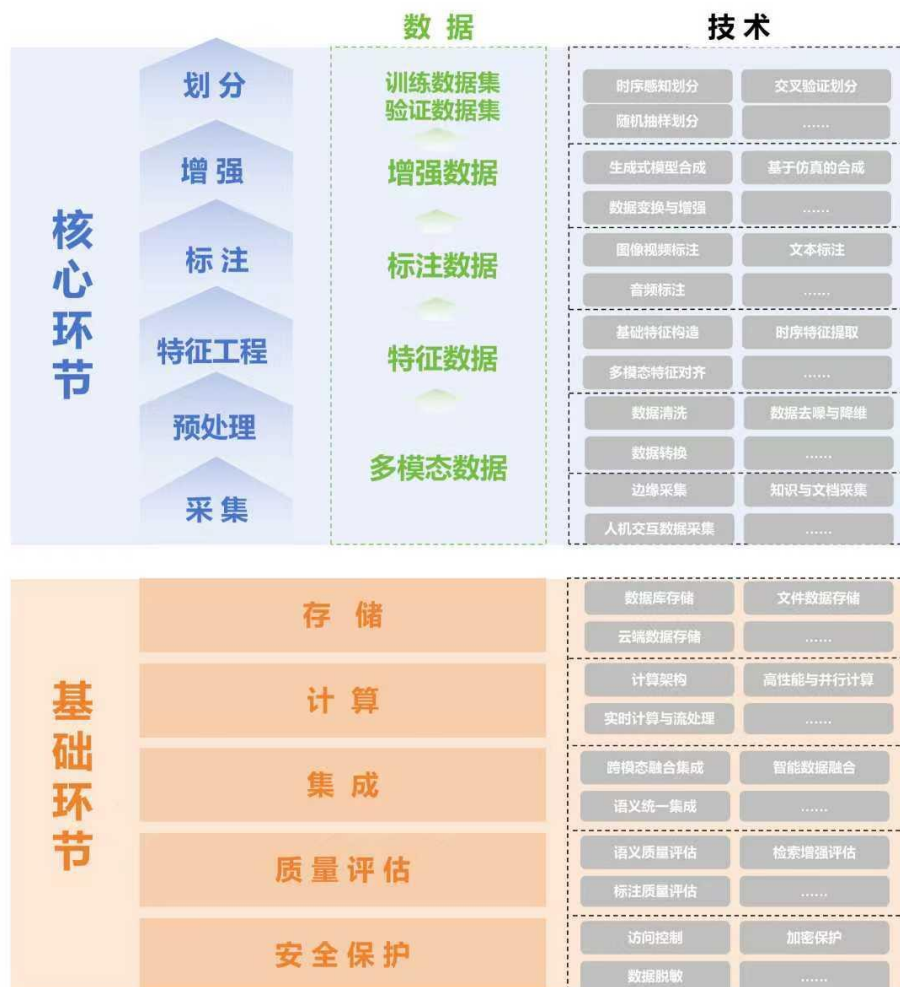 数据 技术
核心环节
划分
训练数据集
验证数据集
时序感知划分 交叉验证划分
随机抽样划分 ……
增强
增强数据
生成式模型合成 基于仿真的合成
数据变换与增强 ……
标注
标注数据
图像视频标注 文本标注
音频标注 ……
特征工程
特征数据
基础特征构造 时序特征提取
多模态特征对齐 ……
预处理
多模态数据
数据清洗 数据去噪与降维
数据转换 ……
采集
边缘采集 知识与文档采集
人机交互数据采集 ……
基础环节
存储
数据库存储 文件数据存储
云端数据存储 ……
计算
计算架构 高性能与并行计算
实时计算与流处理 ……
集成
跨模态融合集成 智能数据融合
语义统一集成 ……
质量评估
语义质量评估 检索增强评估
标注质量评估 ……
安全保护
访问控制 加密保护
数据脱敏 ……